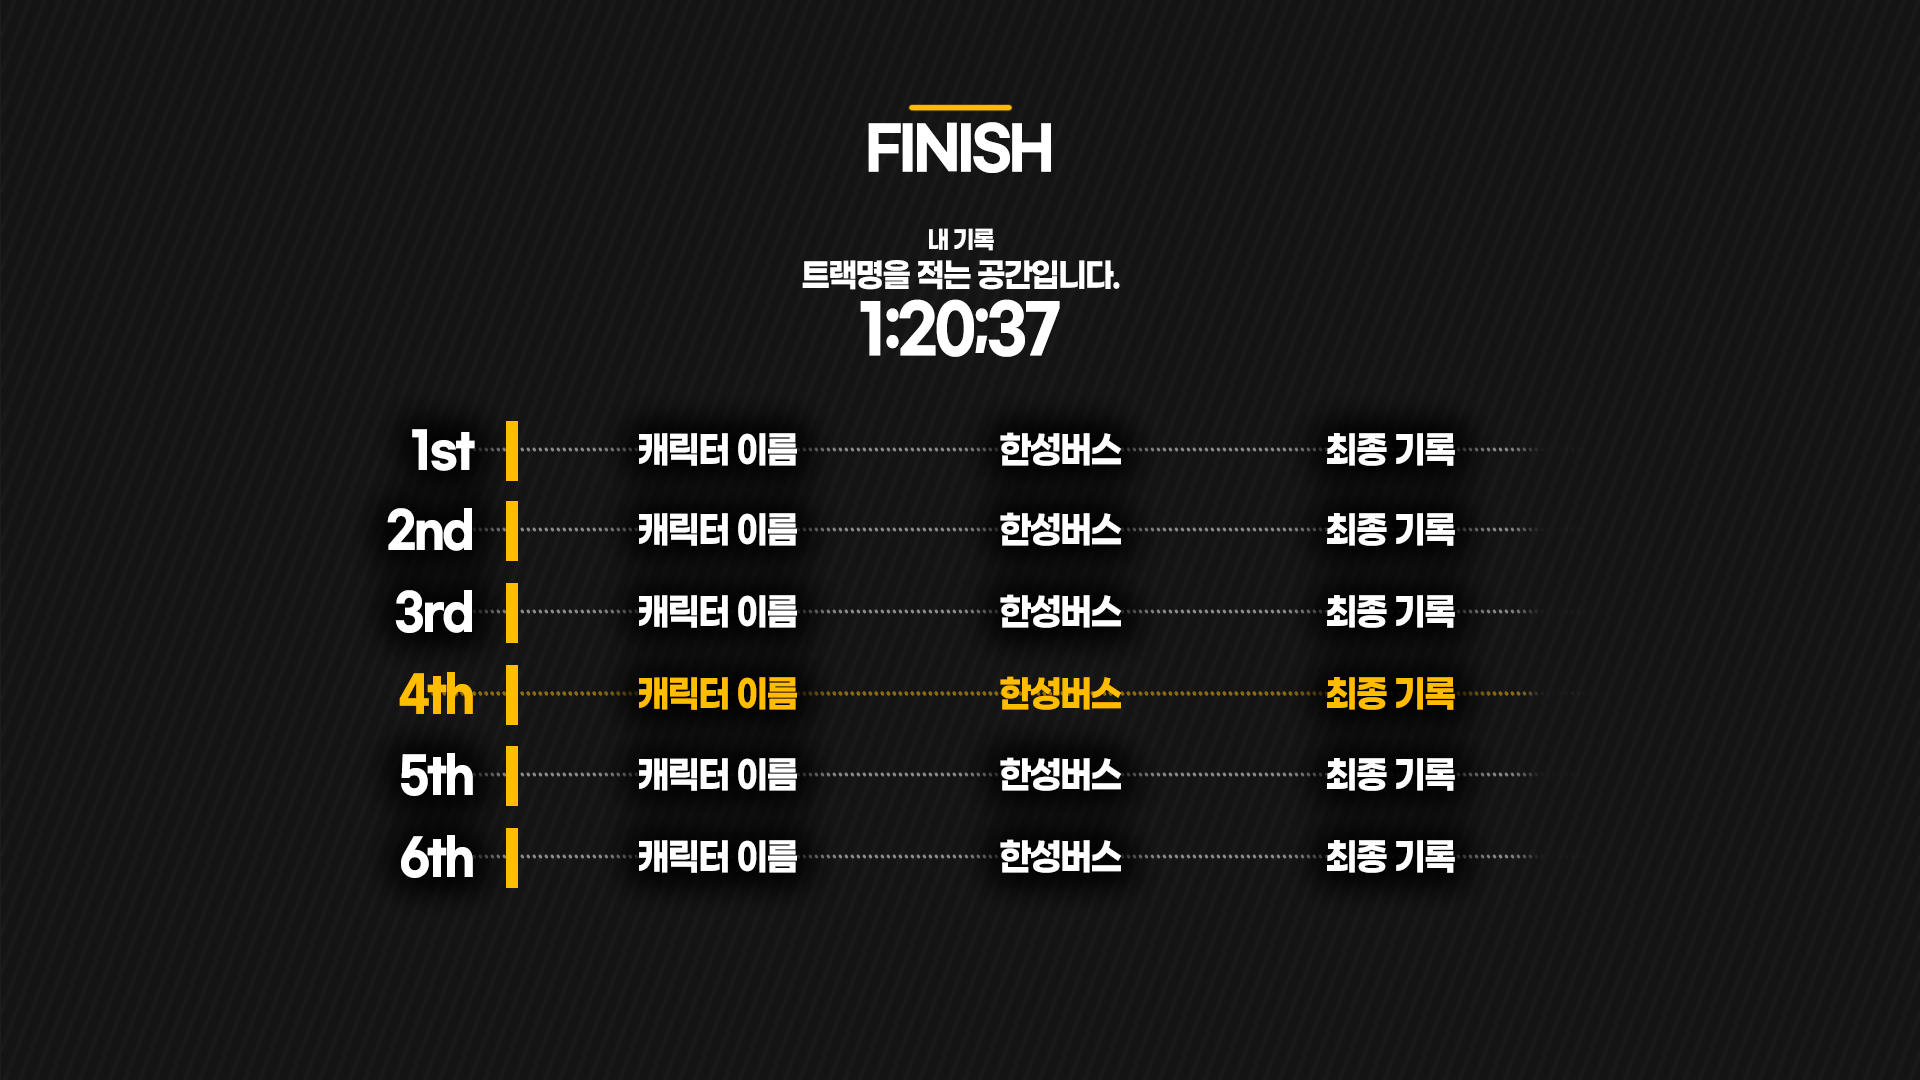 FINISH
내 기록
트랙명을 적는 공간입니다.
1:20;37
1st 캐릭터 이름 한성버스 최종 기록
2nd 캐릭터 이름 한성버스 최종 기록
3rd 캐릭터 이름 한성버스 최종 기록
4th 캐릭터 이름 한성버스 최종 기록
5th 캐릭터 이름 한성버스 최종 기록
6th 캐릭터 이름 한성버스 최종 기록